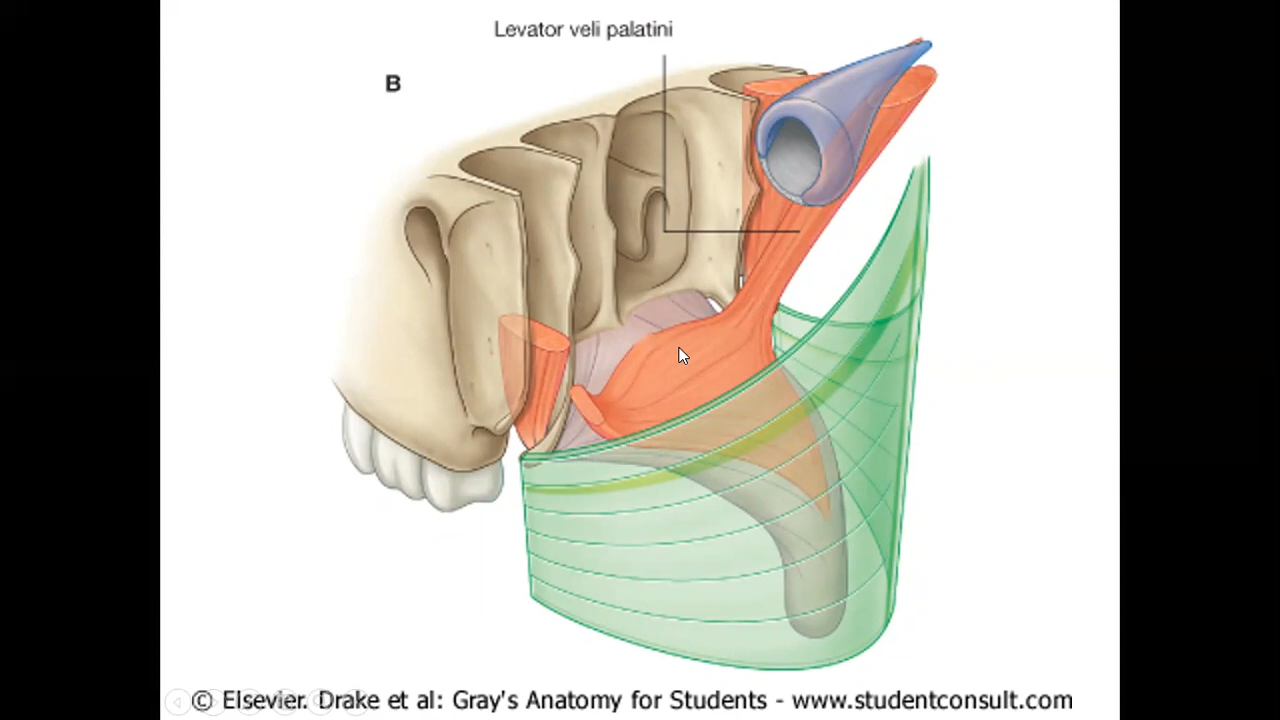 Levator veli palatini
B
© Elsevier. Drake et al: Gray's Anatomy for Students - www.studentconsult.com